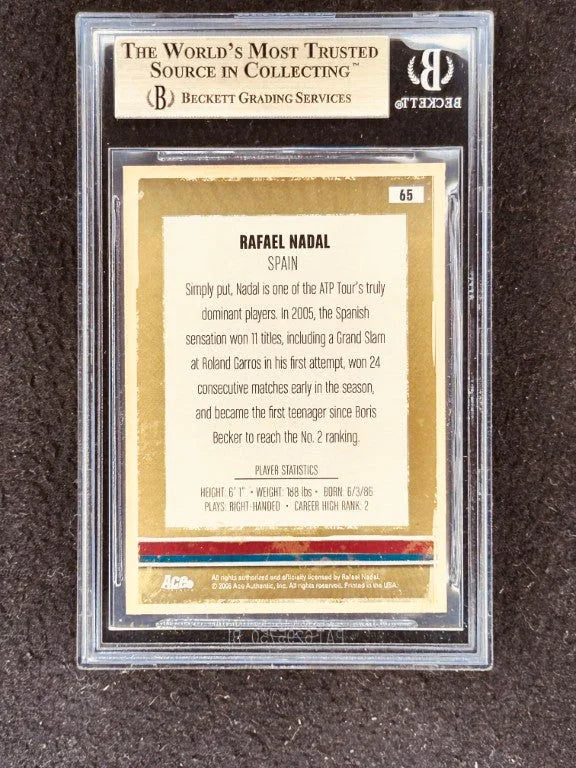 THE WORLD'S MOST TRUSTED
SOURCE IN COLLECTING™
B BECKETT GRADING SERVICES
B
BECKETT®
65
RAFAEL NADAL
SPAIN
Simply put, Nadal is one of the ATP Tour's truly
dominant players. In 2005, the Spanish
sensation won 11 titles, including a Grand Slam
at Roland Garros in his first attempt, won 24
consecutive matches early in the season,
and became the first teenager since Boris
Becker to reach the No. 2 ranking.
PLAYER STATISTICS
HEIGHT: 6' 1" • WEIGHT: 188 lbs • BORN: 6/3/86
PLAYS: RIGHT-HANDED • CAREER HIGH RANK: 2
Ace
All rights authorized and officially licensed by Rafael Nadal.
© 2006 Ace Authentic, Inc. All rights reserved. Printed in the USA.